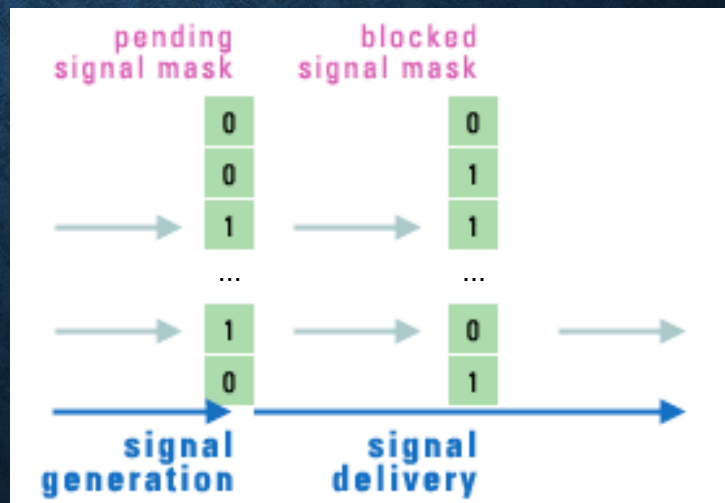 pending blocked
signal mask signal mask
0 0
0 1
1 1
... ...
1 0
0 1
signal signal
generation delivery